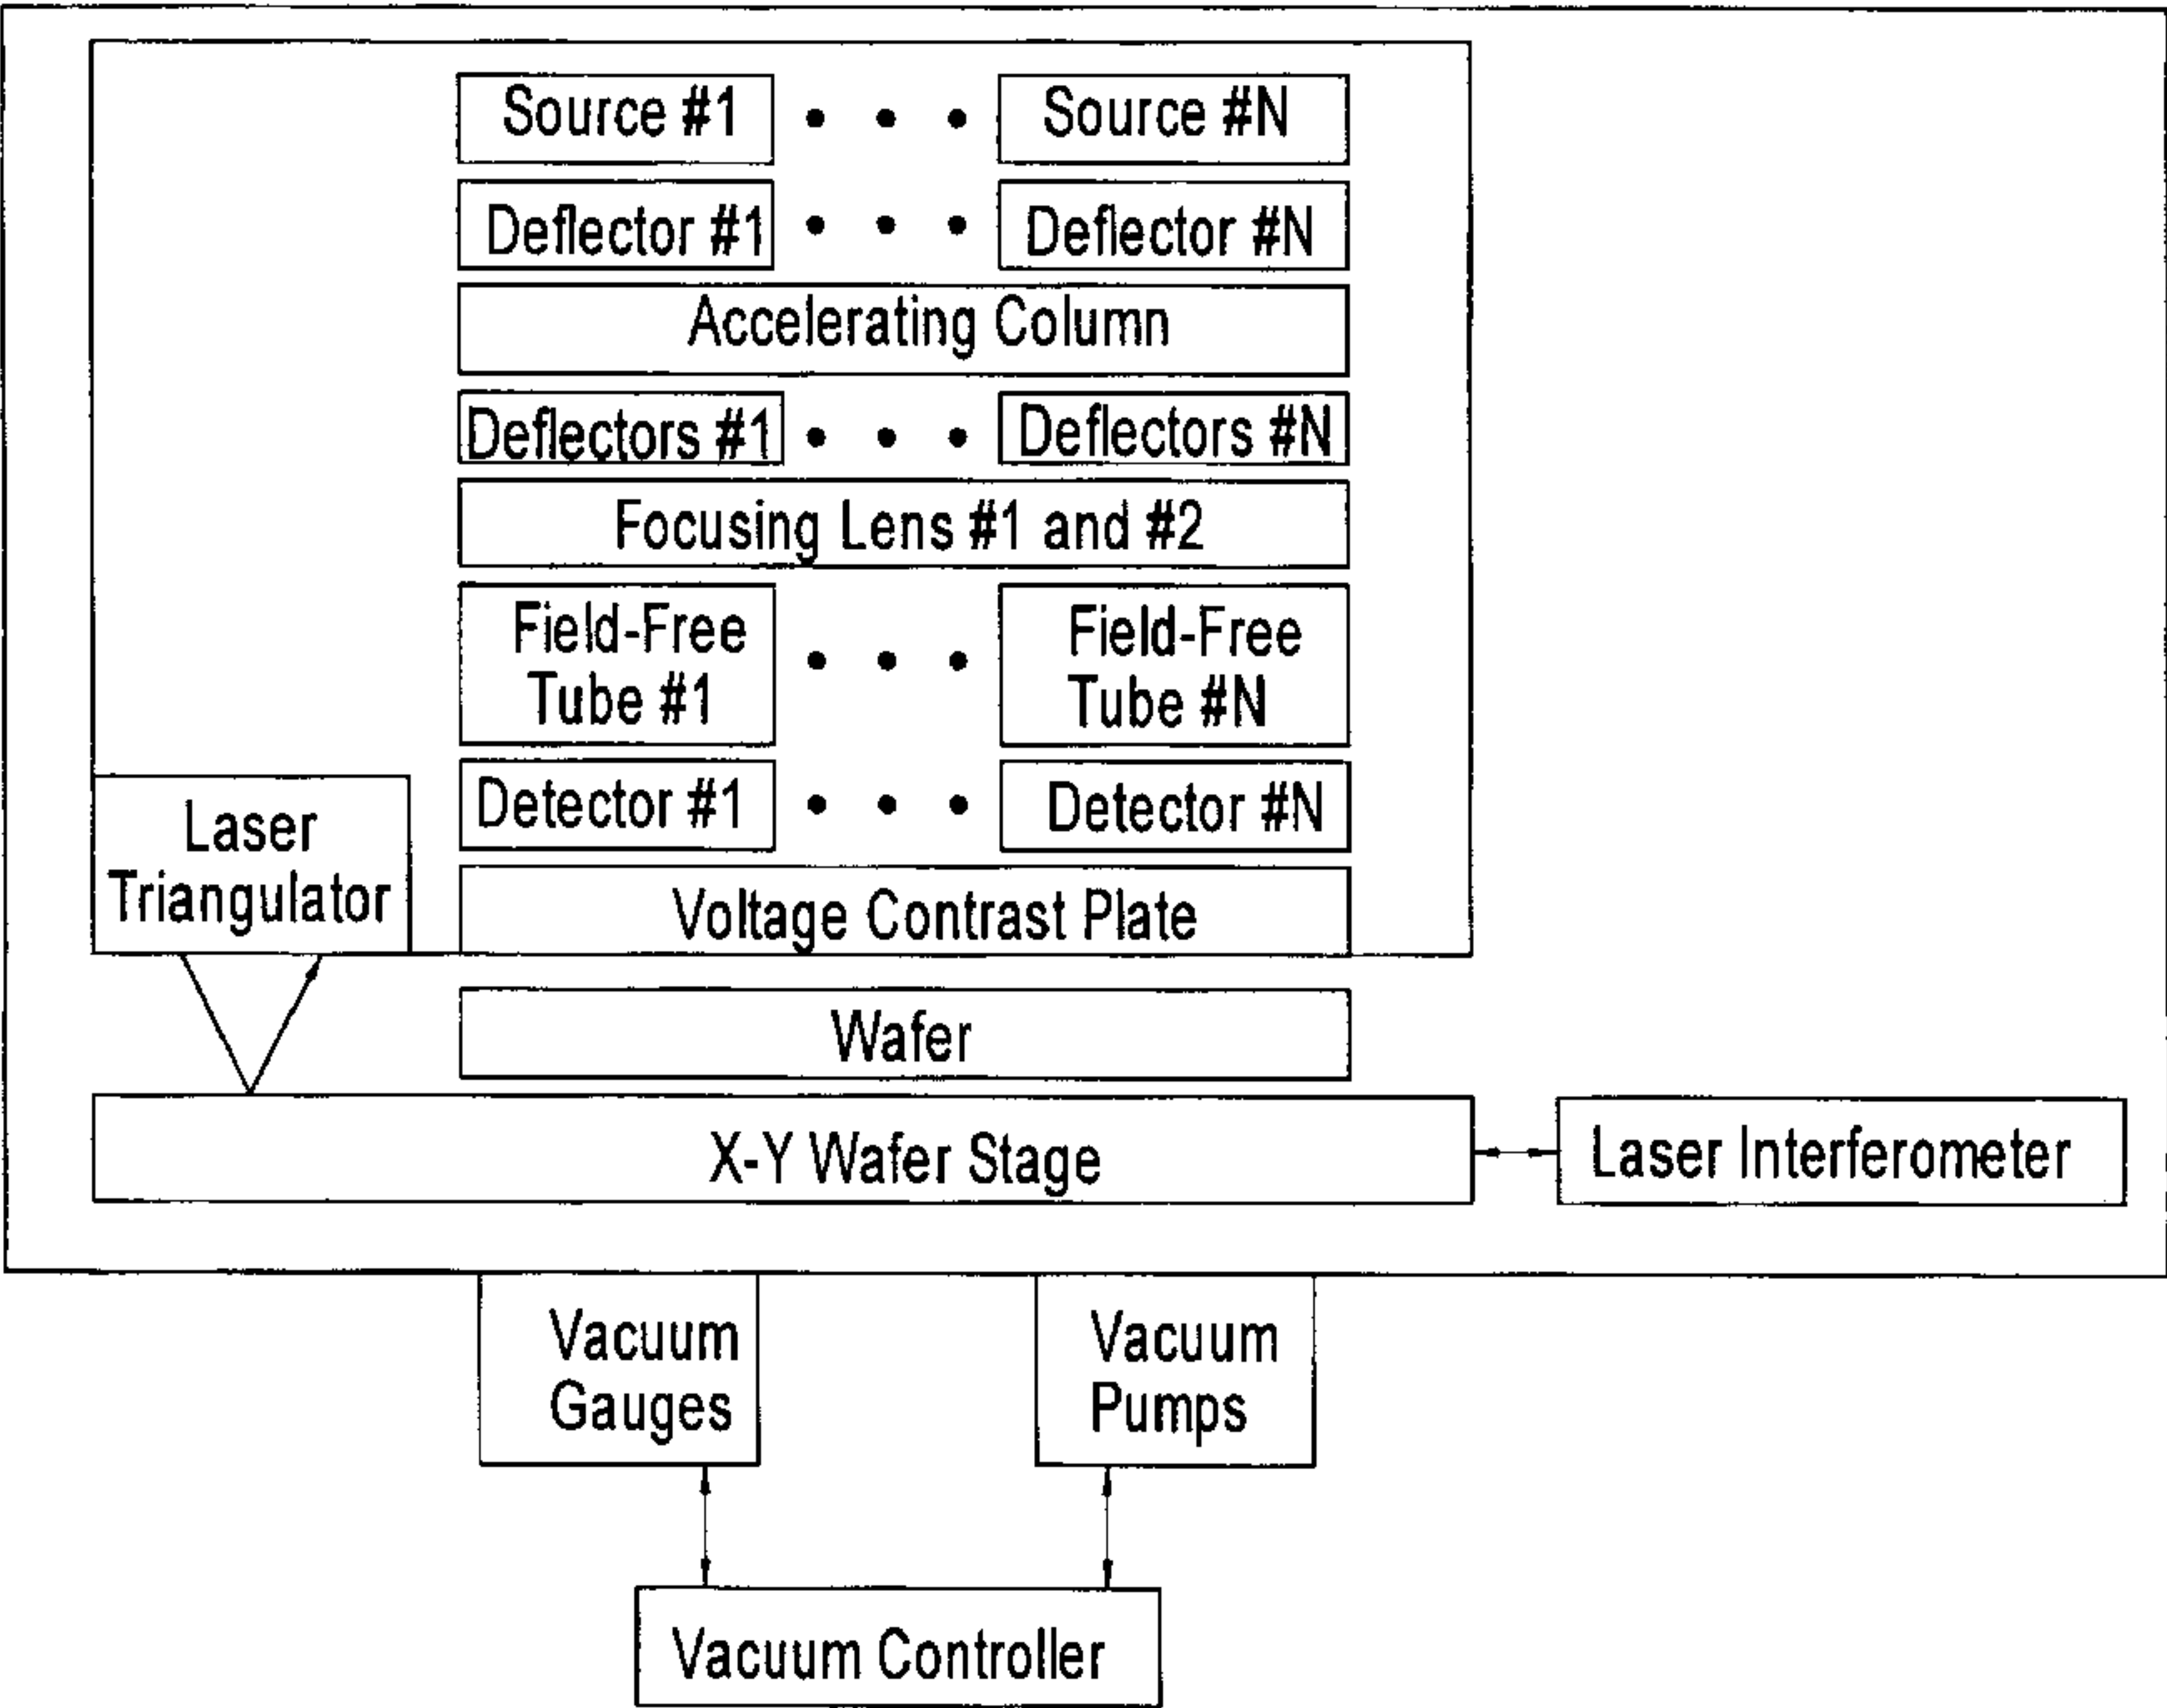 Source #1 • • • Source #N
Deflector #1 • • • Deflector #N
Accelerating Column
Deflectors #1 • • • Deflectors #N
Focusing Lens #1 and #2
Field-Free
Tube #1
• • •
Field-Free
Tube #N
Detector #1 • • • Detector #N
Laser
Triangulator
Voltage Contrast Plate
Wafer
X-Y Wafer Stage
Laser Interferometer
Vacuum
Gauges
Vacuum
Pumps
Vacuum Controller